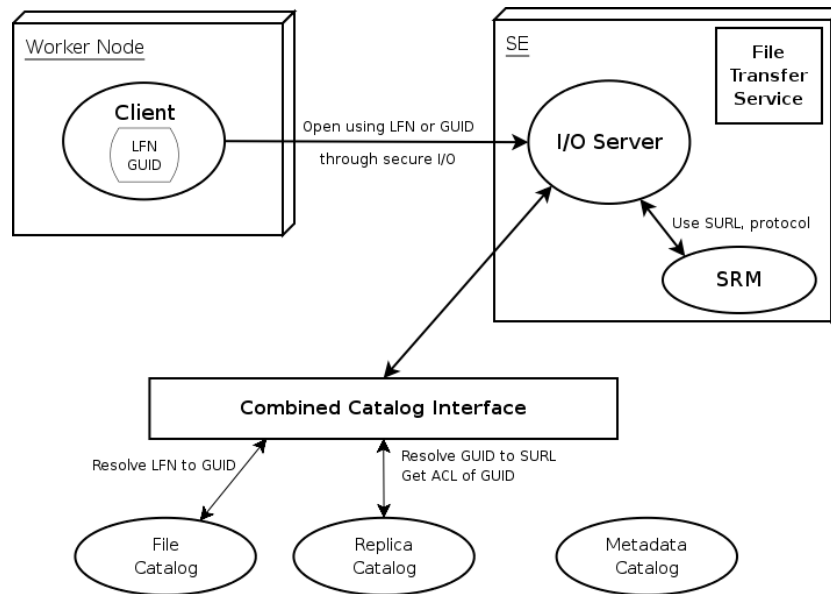 Worker Node
Client
LFN
GUID
Open using LFN or GUID
through secure I/O
SE
File
Transfer
Service
I/O Server
Use SURL, protocol
SRM
Combined Catalog Interface
Resolve LFN to GUID
Resolve GUID to SURL
Get ACL of GUID
File
Catalog
Replica
Catalog
Metadata
Catalog